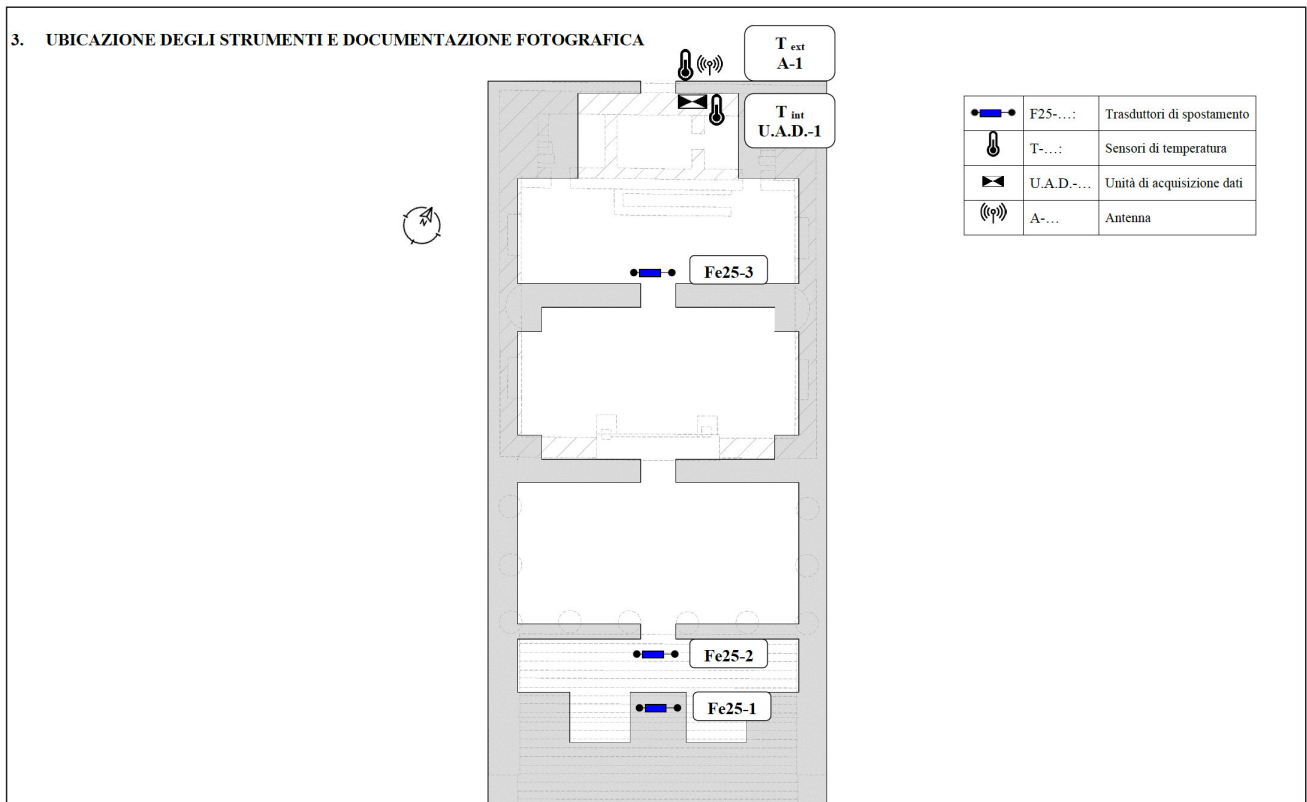 3. UBICAZIONE DEGLI STRUMENTI E DOCUMENTAZIONE FOTOGRAFICA
T ext
A-1
T int
U.A.D.-1
F25-…: Trasduttori di spostamento
T-…: Sensori di temperatura
U.A.D.-… Unità di acquisizione dati
A-… Antenna
N
Fe25-3
Fe25-2
Fe25-1